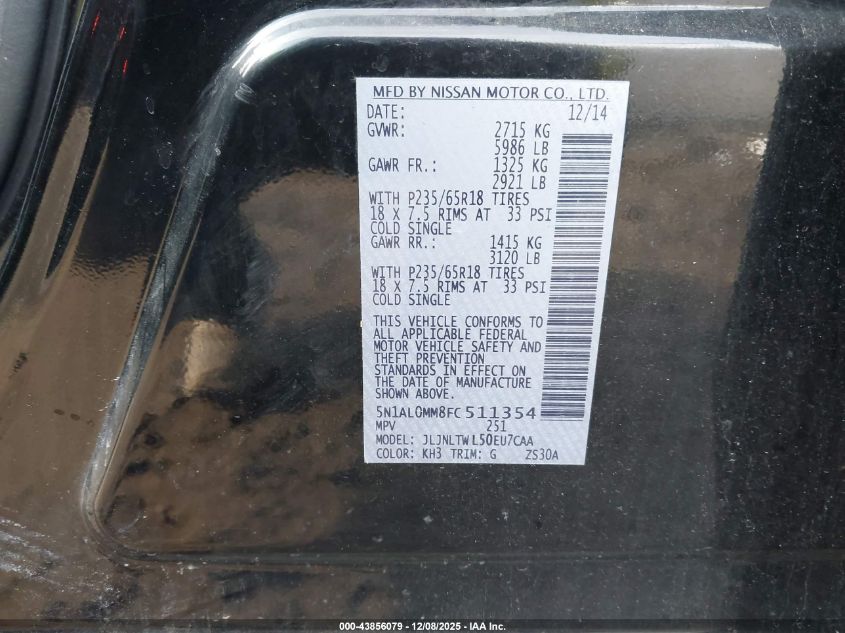 MFD BY NISSAN MOTOR CO., LTD.
DATE: 12/14
GVWR: 2715 KG
5986 LB
GAWR FR.: 1325 KG
2921 LB
WITH P235/65R18 TIRES
18 X 7.5 RIMS AT 33 PSI
COLD SINGLE
GAWR RR.: 1415 KG
3120 LB
WITH P235/65R18 TIRES
18 X 7.5 RIMS AT 33 PSI
COLD SINGLE
THIS VEHICLE CONFORMS TO
ALL APPLICABLE FEDERAL
MOTOR VEHICLE SAFETY AND
THEFT PREVENTION
STANDARDS IN EFFECT ON
THE DATE OF MANUFACTURE
SHOWN ABOVE.
5N1AL0MM8FC511354
MPV 251
MODEL: JLJNLTWL50EU7CAA
COLOR: KH3 TRIM: G ZS30A
000-43856079 - 12/08/2025 - IAA Inc.